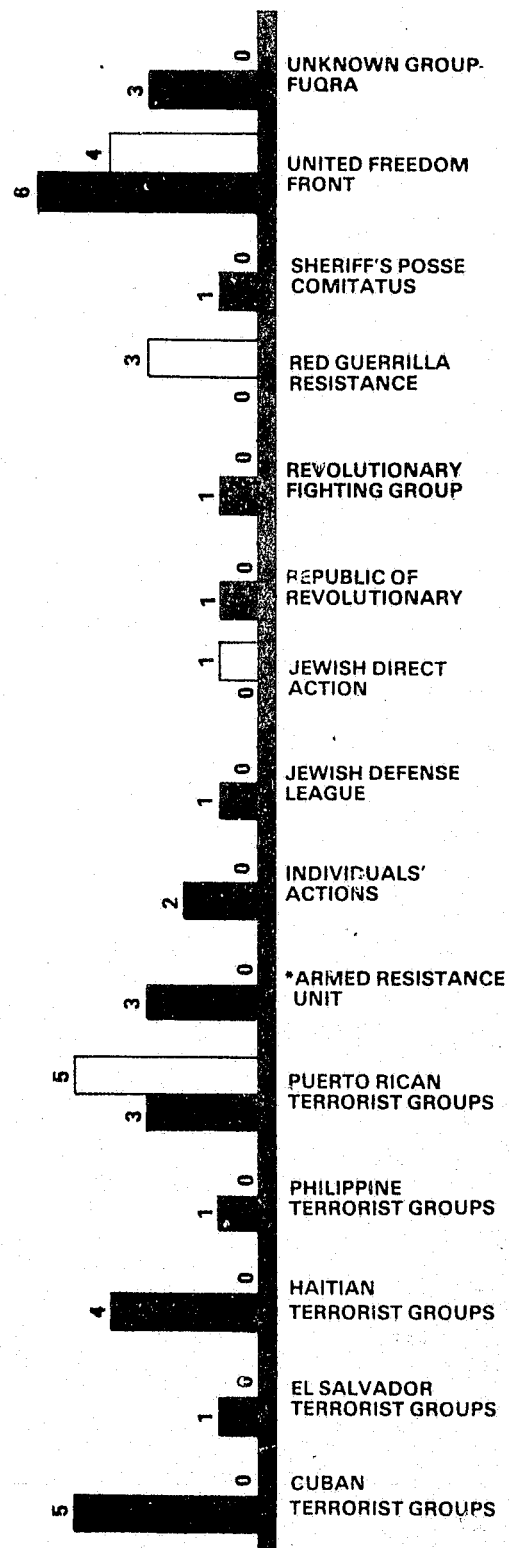 0
3
UNKNOWN GROUP-
FUQRA
4
6
UNITED FREEDOM
FRONT
0
1
SHERIFF'S POSSE
COMITATUS
3
0
RED GUERRILLA
RESISTANCE
0
1
REVOLUTIONARY
FIGHTING GROUP
0
1
REPUBLIC OF
REVOLUTIONARY
1
0
JEWISH DIRECT
ACTION
0
1
JEWISH DEFENSE
LEAGUE
0
2
INDIVIDUALS'
ACTIONS
0
3
*ARMED RESISTANCE
UNIT
5
3
PUERTO RICAN
TERRORIST GROUPS
0
1
PHILIPPINE
TERRORIST GROUPS
0
4
HAITIAN
TERRORIST GROUPS
0
1
EL SALVADOR
TERRORIST GROUPS
0
5
CUBAN
TERRORIST GROUPS